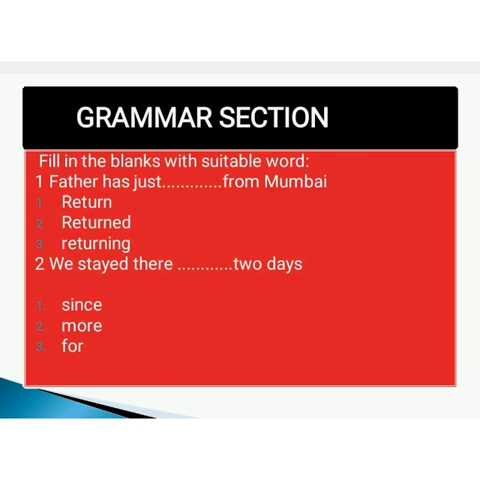 GRAMMAR SECTION
Fill in the blanks with suitable word:
1 Father has just.............from Mumbai
1 Return
2. Returned
3 returning
2 We stayed there ............two days
1. since
2. more
3. for